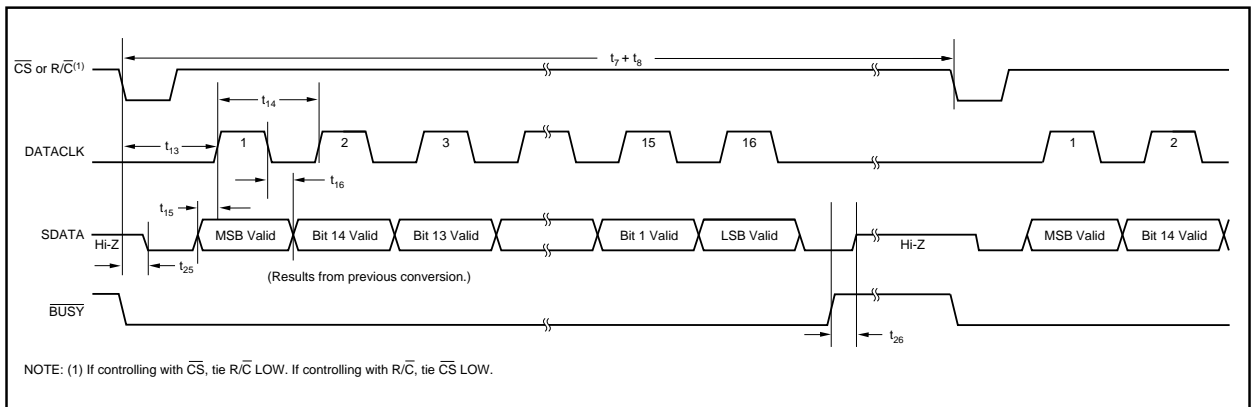 t7 + t8
CS or R/C(1)
t14
DATACLK
t13
1
2
3
15
16
1
2
t16
t15
SDATA
Hi-Z
MSB Valid
Bit 14 Valid
Bit 13 Valid
Bit 1 Valid
LSB Valid
Hi-Z
MSB Valid
Bit 14 Valid
t25
(Results from previous conversion.)
BUSY
t26
NOTE: (1) If controlling with CS, tie R/C LOW. If controlling with R/C, tie CS LOW.